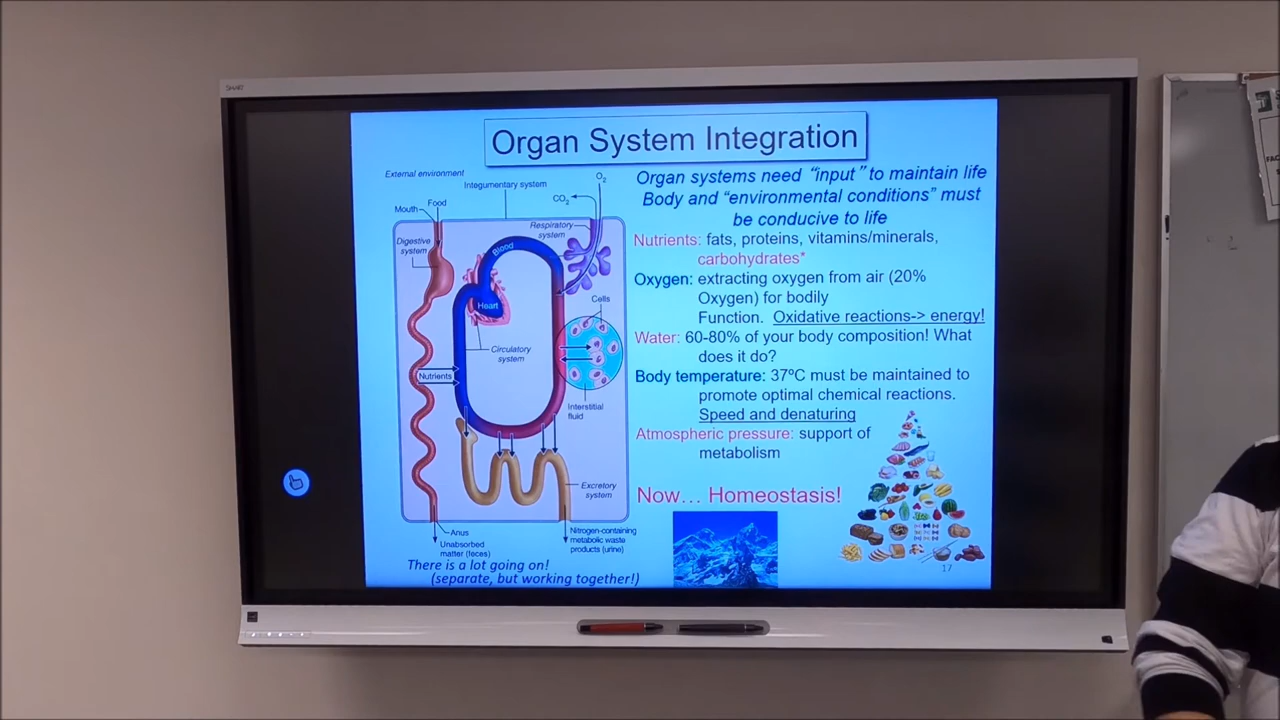 SMART
Organ System Integration
External environment
Integumentary system
O₂
CO₂
Food
Mouth
Respiratory
system
Digestive
system
Blood
Heart
Cells
Circulatory
system
Nutrients
Interstitial
fluid
Excretory
system
Anus
Unabsorbed
matter (feces)
Nitrogen-containing
metabolic waste
products (urine)
There is a lot going on!
(separate, but working together!)
Organ systems need “input” to maintain life
Body and “environmental conditions” must
be conducive to life
Nutrients: fats, proteins, vitamins/minerals,
carbohydrates*
Oxygen: extracting oxygen from air (20%
Oxygen) for bodily
Function. Oxidative reactions-> energy!
Water: 60-80% of your body composition! What
does it do?
Body temperature: 37ºC must be maintained to
promote optimal chemical reactions.
Speed and denaturing
Atmospheric pressure: support of
metabolism
Now… Homeostasis!
17